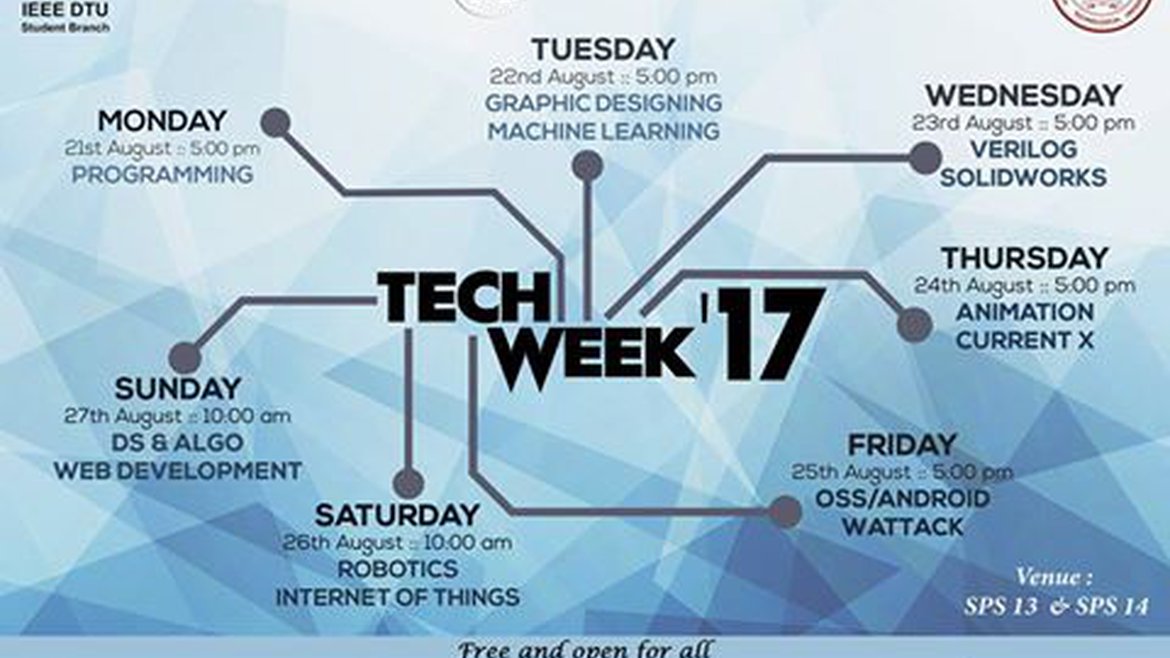 IEEE DTU
Student Branch
TUESDAY
22nd August :: 5:00 pm
GRAPHIC DESIGNING
MACHINE LEARNING
WEDNESDAY
23rd August :: 5:00 pm
VERILOG
SOLIDWORKS
MONDAY
21st August :: 5:00 pm
PROGRAMMING
THURSDAY
24th August :: 5:00 pm
ANIMATION
CURRENT X
TECH
WEEK '17
SUNDAY
27th August :: 10:00 am
DS & ALGO
WEB DEVELOPMENT
FRIDAY
25th August :: 5:00 pm
OSS/ANDROID
WATTACK
SATURDAY
26th August :: 10:00 am
ROBOTICS
INTERNET OF THINGS
Venue :
SPS 13 & SPS 14
Free and open for all